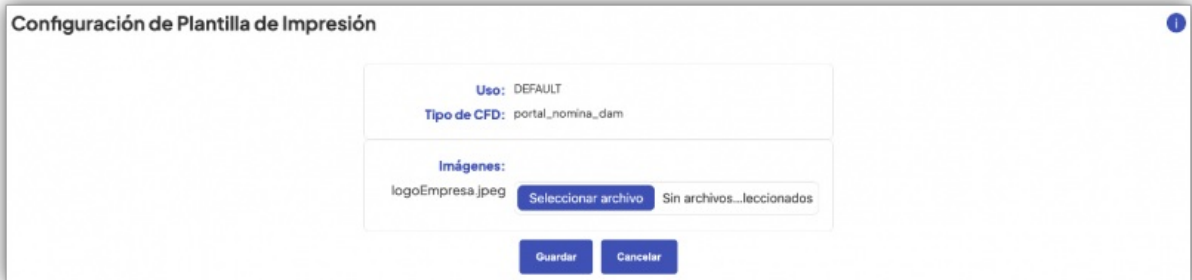 Configuración de Plantilla de Impresión
i
Uso: DEFAULT
Tipo de CFD: portal_nomina_dam
Imágenes:
logoEmpresa.jpeg Seleccionar archivo Sin archivos...leccionados
Guardar Cancelar